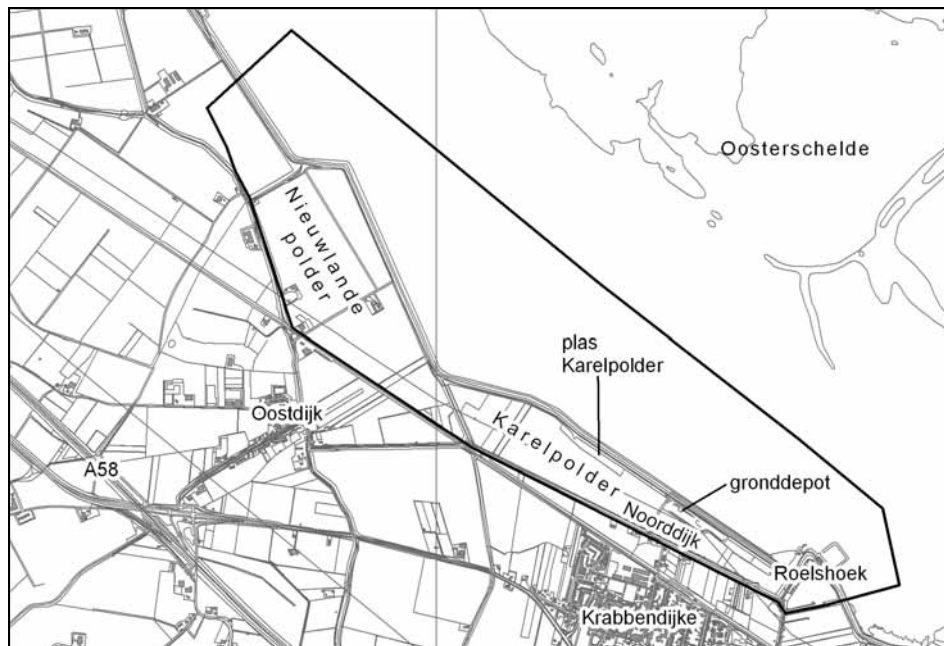 Oosterschelde
Nieuwlande
polder
plas
Karelpolder
Oostdijk
Karelpolder
A58
gronddepot
Noorddijk
Roelshoek
Krabbendijke